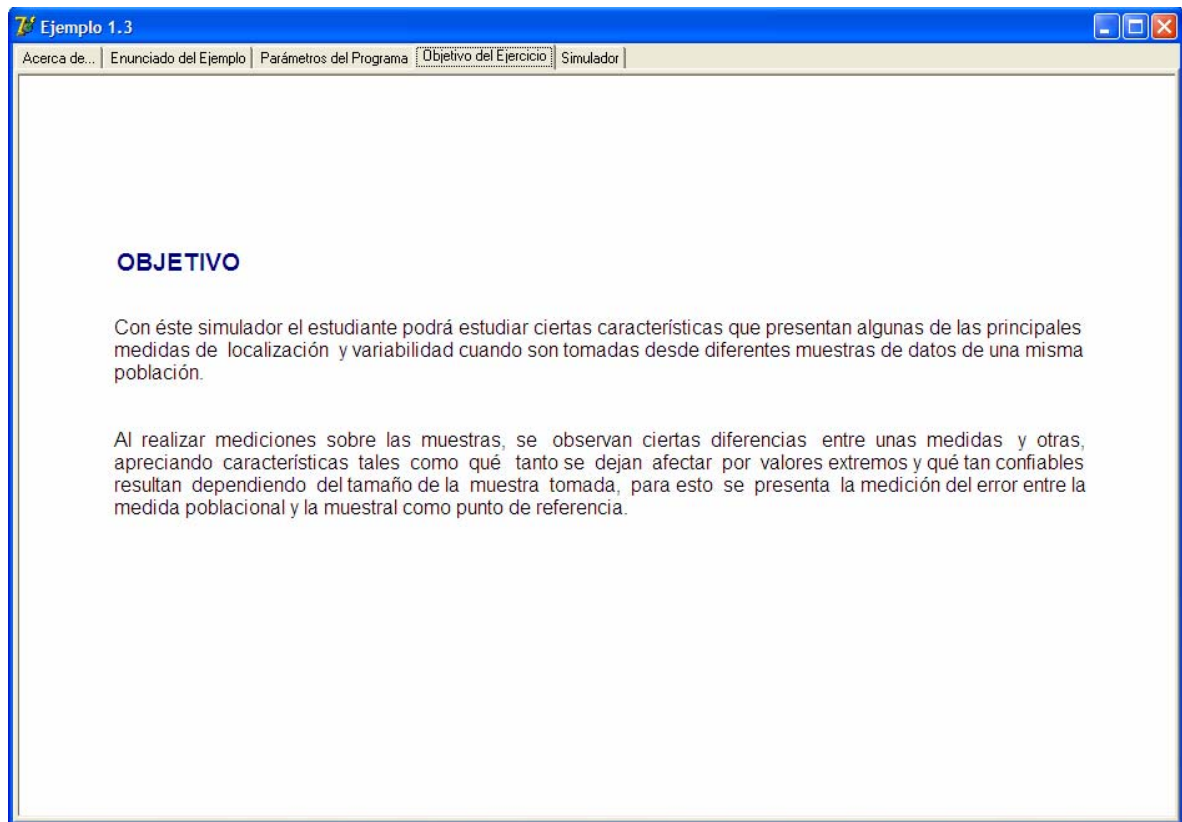 Ejemplo 1.3
Acerca de... Enunciado del Ejemplo Parámetros del Programa Objetivo del Ejercicio Simulador
OBJETIVO
Con éste simulador el estudiante podrá estudiar ciertas características que presentan algunas de las principales
medidas de localización y variabilidad cuando son tomadas desde diferentes muestras de datos de una misma
población.
Al realizar mediciones sobre las muestras, se observan ciertas diferencias entre unas medidas y otras,
apreciando características tales como qué tanto se dejan afectar por valores extremos y qué tan confiables
resultan dependiendo del tamaño de la muestra tomada, para esto se presenta la medición del error entre la
medida poblacional y la muestral como punto de referencia.